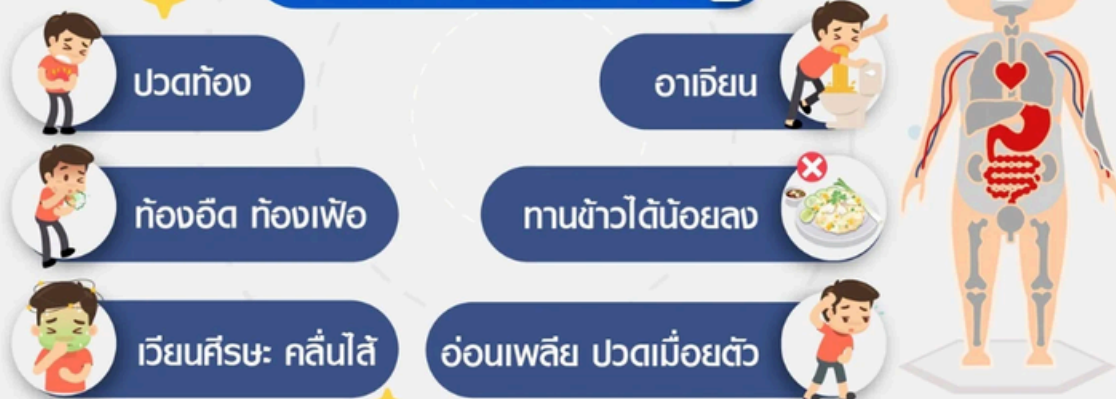 ปวดท้อง
อาเจียน
ท้องอืด ท้องเฟ้อ
ทานข้าวได้น้อยลง
เวียนศีรษะ คลื่นไส้
อ่อนเพลีย ปวดเมื่อยตัว